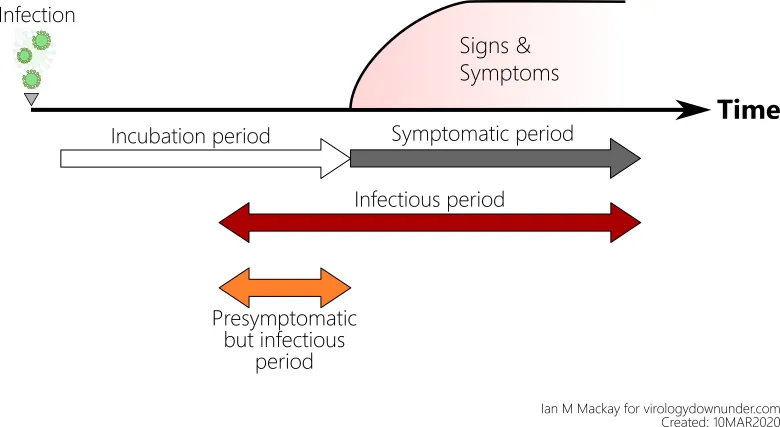 Infection
Signs &
Symptoms
Time
Incubation period
Symptomatic period
Infectious period
Presymptomatic
but infectious
period
Ian M Mackay for virologydownunder.com
Created: 10MAR2020